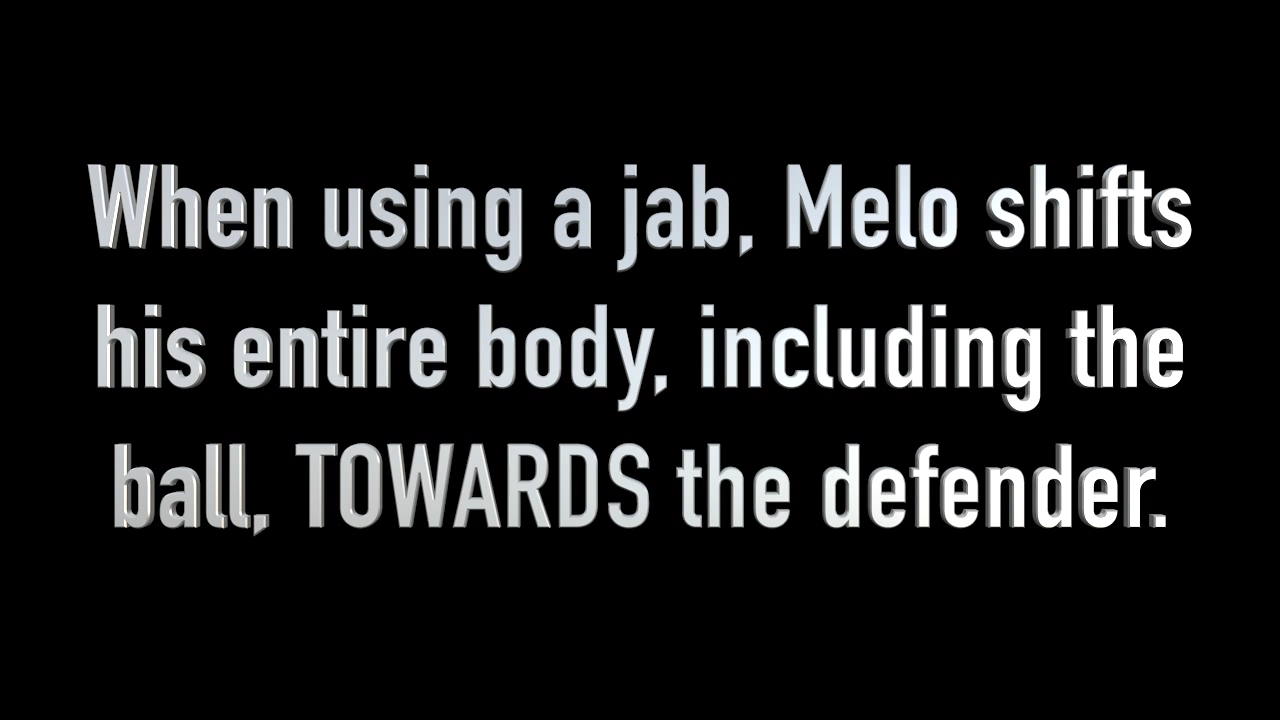 When using a jab, Melo shifts
his entire body, including the
ball, TOWARDS the defender.